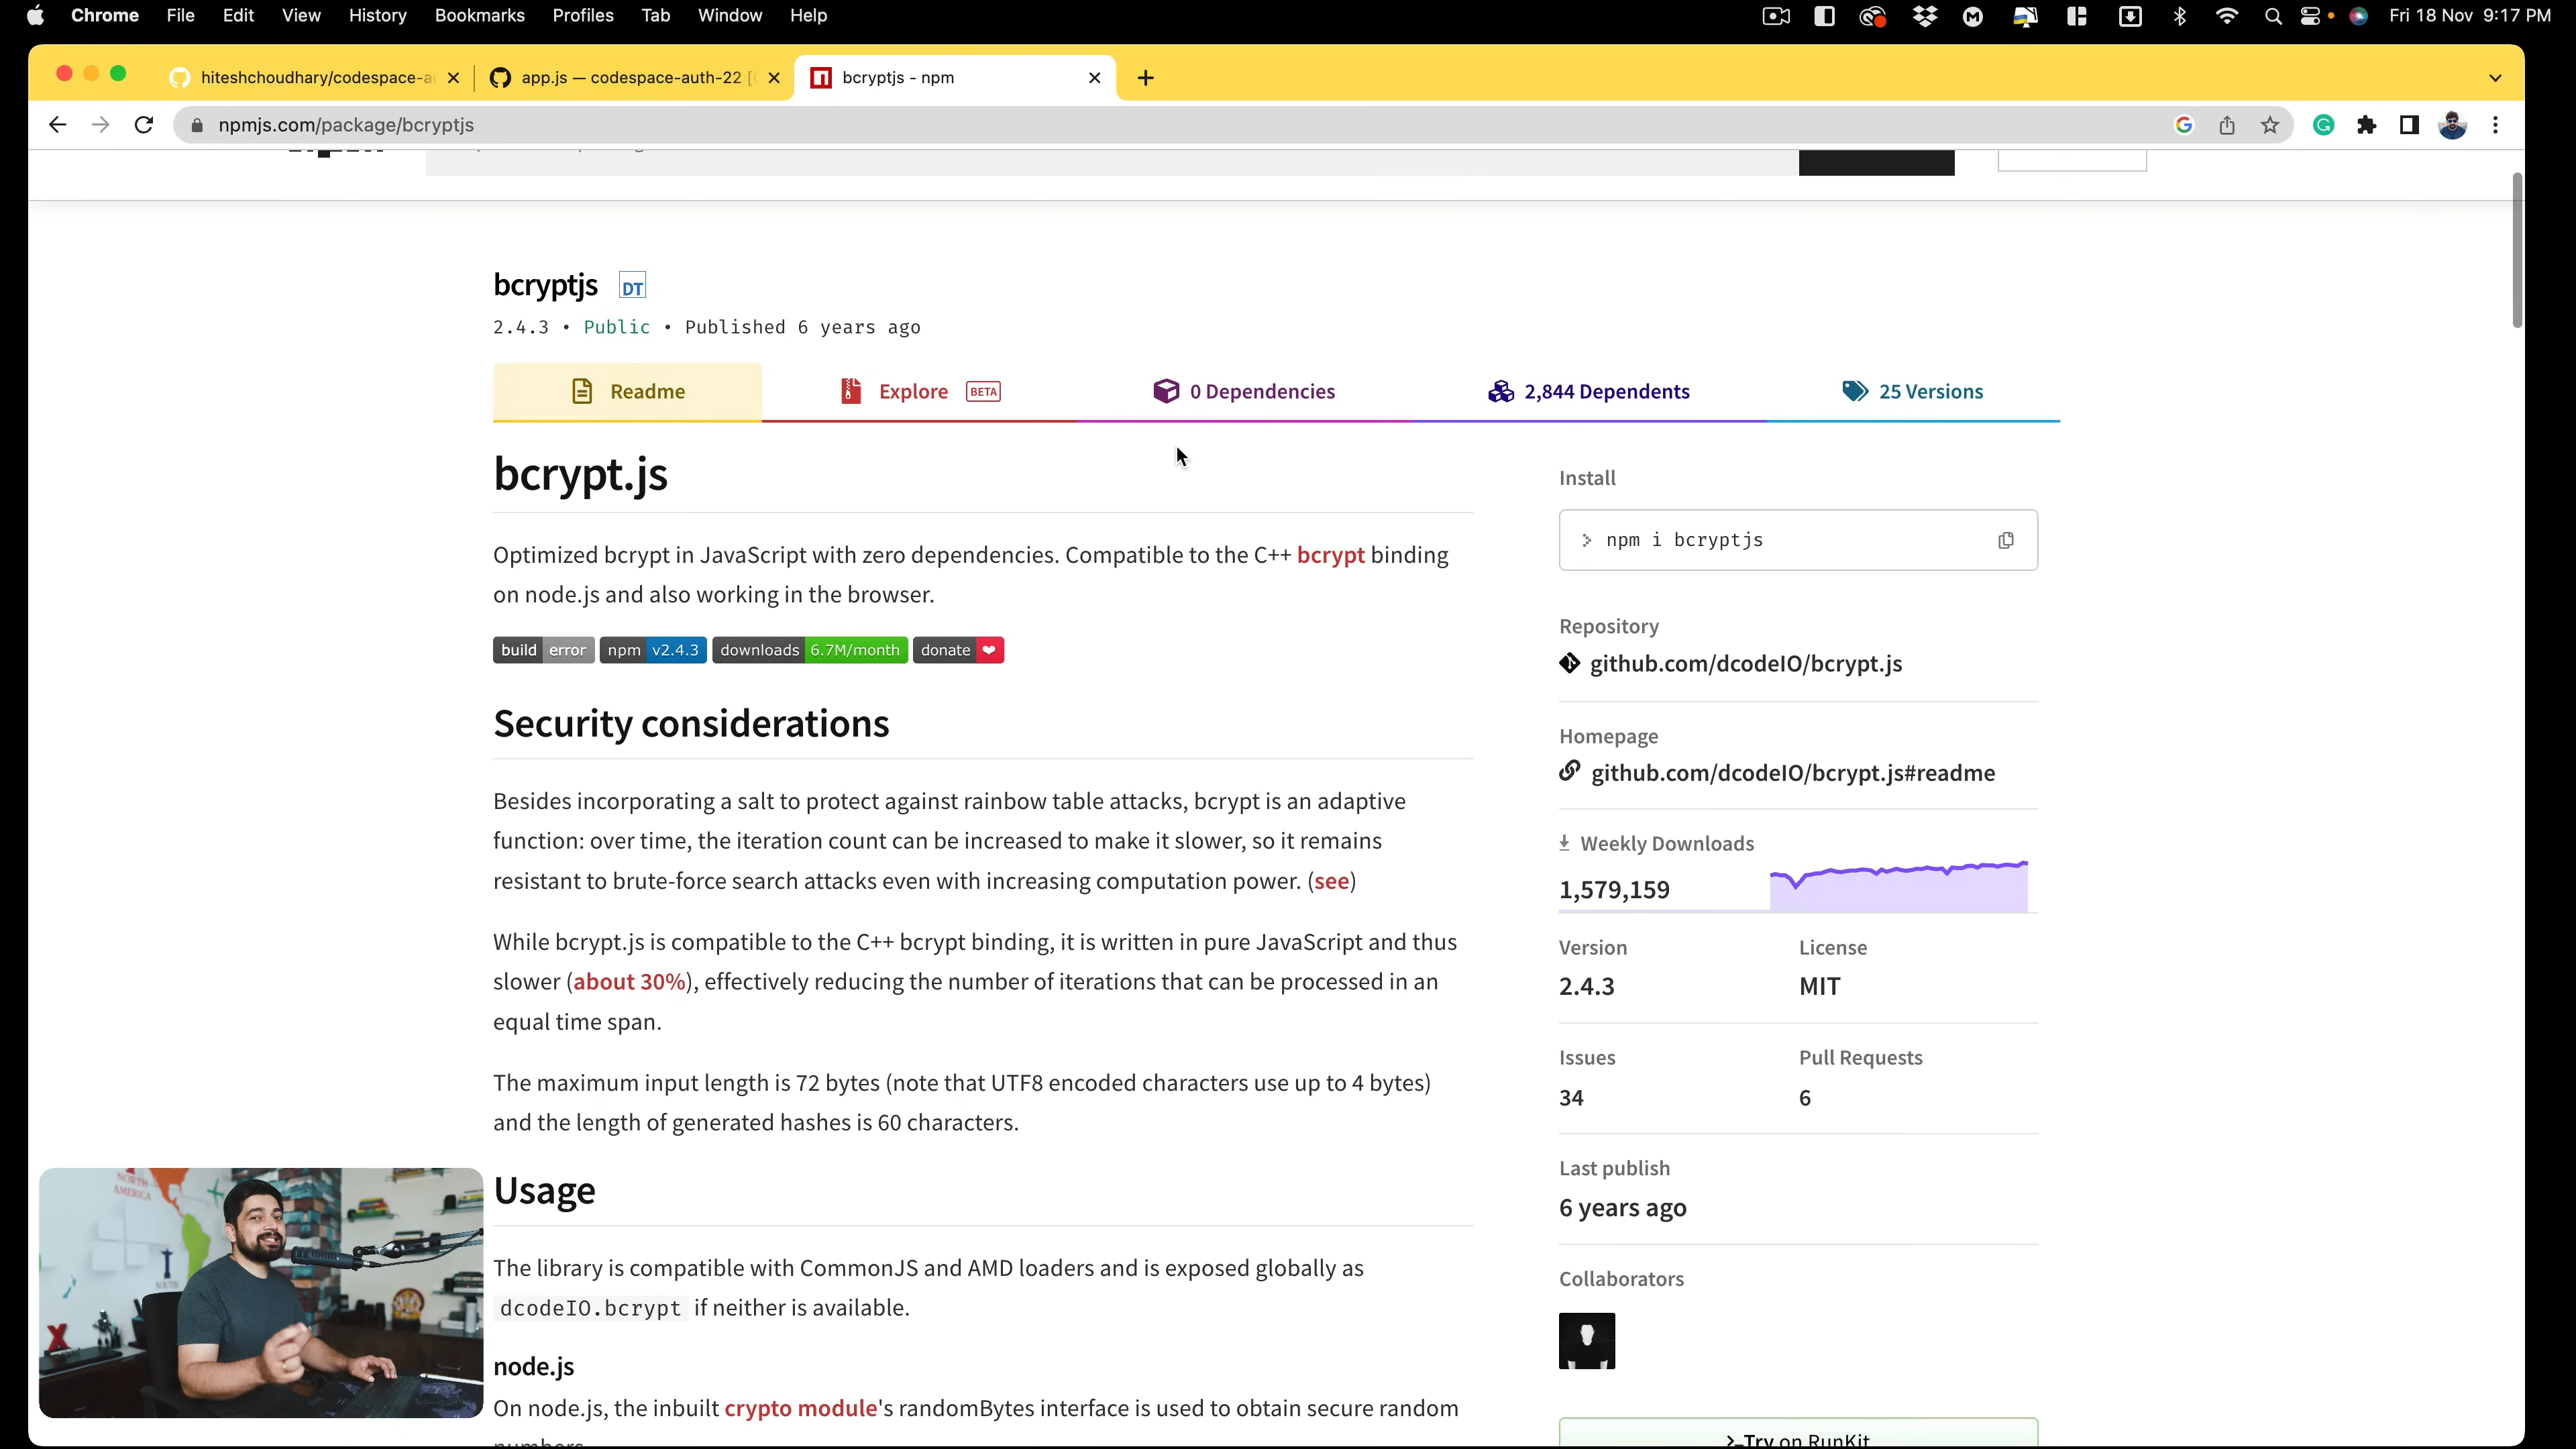 Chrome File Edit View History Bookmarks Profiles Tab Window Help
Fri 18 Nov 9:17 PM
hiteshchoudhary/codespace-a
app.js — codespace-auth-22
bcryptjs - npm
npmjs.com/package/bcryptjs
bcryptjs DT
2.4.3 • Public • Published 6 years ago
Readme
Explore BETA
0 Dependencies
2,844 Dependents
25 Versions
bcrypt.js
Optimized bcrypt in JavaScript with zero dependencies. Compatible to the C++ bcrypt binding
on node.js and also working in the browser.
build error npm v2.4.3 downloads 6.7M/month donate ❤
Security considerations
Besides incorporating a salt to protect against rainbow table attacks, bcrypt is an adaptive
function: over time, the iteration count can be increased to make it slower, so it remains
resistant to brute-force search attacks even with increasing computation power. (see)
While bcrypt.js is compatible to the C++ bcrypt binding, it is written in pure JavaScript and thus
slower (about 30%), effectively reducing the number of iterations that can be processed in an
equal time span.
The maximum input length is 72 bytes (note that UTF8 encoded characters use up to 4 bytes)
and the length of generated hashes is 60 characters.
Usage
The library is compatible with CommonJS and AMD loaders and is exposed globally as
dcodeIO.bcrypt if neither is available.
node.js
On node.js, the inbuilt crypto module's randomBytes interface is used to obtain secure random
numbers.
Install
> npm i bcryptjs
Repository
github.com/dcodeIO/bcrypt.js
Homepage
github.com/dcodeIO/bcrypt.js#readme
Weekly Downloads
1,579,159
Version License
2.4.3 MIT
Issues Pull Requests
34 6
Last publish
6 years ago
Collaborators
>_Try on RunKit
NORTH
AMERICA
SOUTH